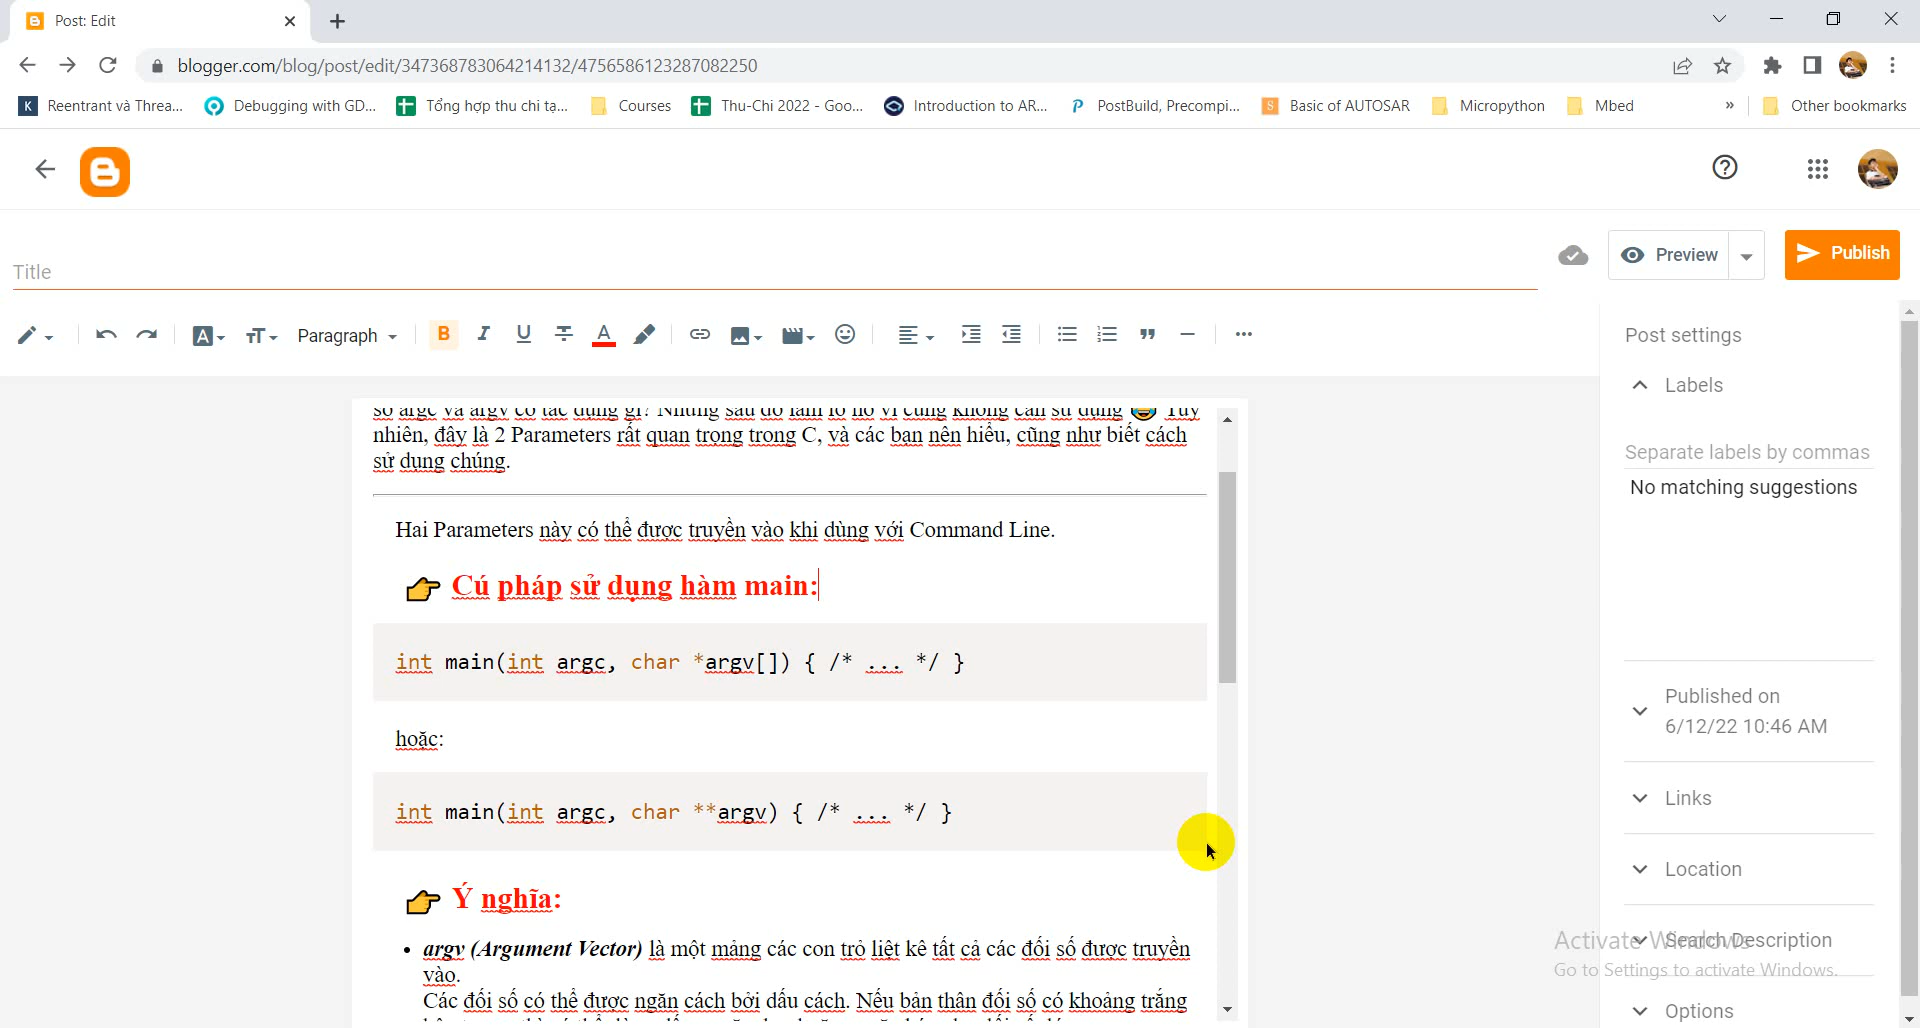 Post: Edit
blogger.com/blog/post/edit/347368783064214132/4756586123287082250
Reentrant và Threa...
Debugging with GD...
Tổng hợp thu chi tạ...
Courses
Thu-Chi 2022 - Goo...
Introduction to AR...
PostBuild, Precompi...
Basic of AUTOSAR
Micropython
Mbed
»
Other bookmarks
Title
Preview
Publish
Paragraph
B
nhiên, đây là 2 Parameters rất quan trọng trong C, và các bạn nên hiểu, cũng như biết cách
sử dụng chúng.
Hai Parameters này có thể được truyền vào khi dùng với Command Line.
👉 Cú pháp sử dụng hàm main:
int main(int argc, char *argv[]) { /* ... */ }
hoặc:
int main(int argc, char **argv) { /* ... */ }
👉 Ý nghĩa:
• argv (Argument Vector) là một mảng các con trỏ liệt kê tất cả các đối số được truyền
vào.
Các đối số có thể được ngăn cách bởi dấu cách. Nếu bản thân đối số có khoảng trắng
Post settings
Labels
Separate labels by commas
No matching suggestions
Published on
6/12/22 10:46 AM
Links
Location
Search Description
Options
Activate Windows
Go to Settings to activate Windows.